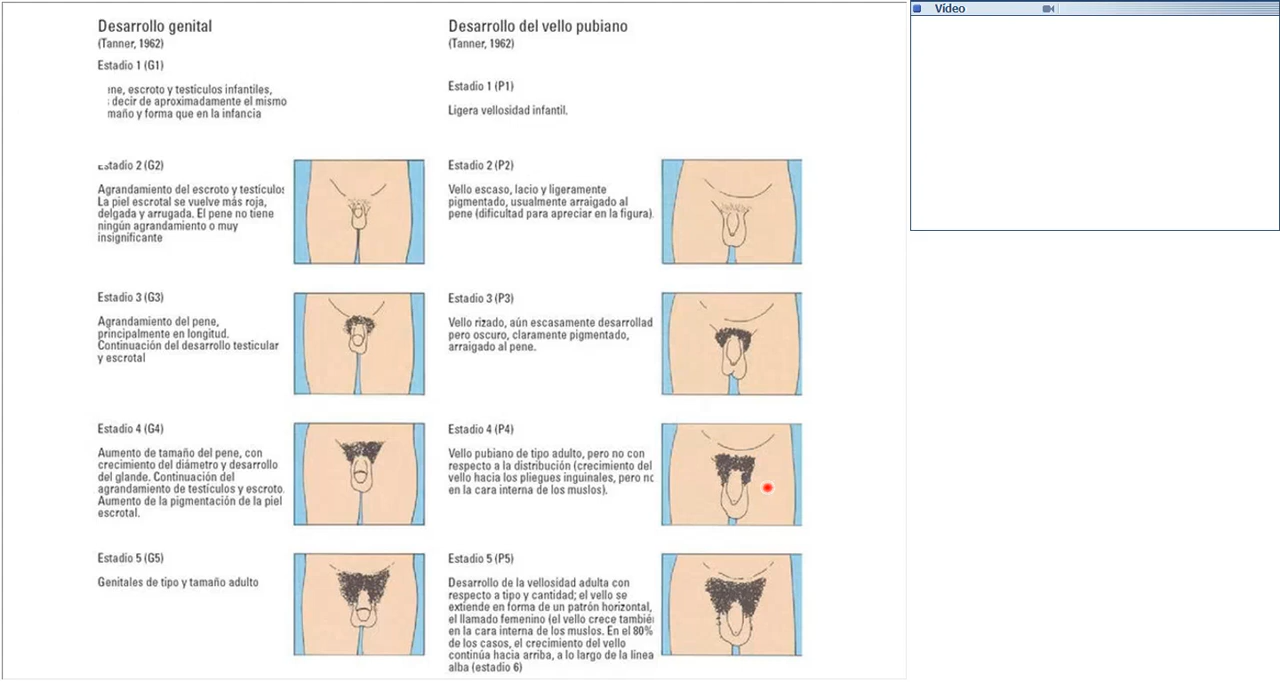 Desarrollo genital
(Tanner, 1962)
Estadio 1 (G1)
ne, escroto y testículos infantiles,
decir de aproximadamente el mismo
maño y forma que en la infancia
Estadio 2 (G2)
Agrandamiento del escroto y testículos
La piel escrotal se vuelve más roja,
delgada y arrugada. El pene no tiene
ningún agrandamiento o muy
insignificante
Estadio 3 (G3)
Agrandamiento del pene,
principalmente en longitud.
Continuación del desarrollo testicular
y escrotal
Estadio 4 (G4)
Aumento de tamaño del pene, con
crecimiento del diámetro y desarrollo
del glande. Continuación del
agrandamiento de testículos y escroto.
Aumento de la pigmentación de la piel
escrotal.
Estadio 5 (G5)
Genitales de tipo y tamaño adulto
Desarrollo del vello pubiano
(Tanner, 1962)
Estadio 1 (P1)
Ligera vellosidad infantil.
Estadio 2 (P2)
Vello escaso, lacio y ligeramente
pigmentado, usualmente arraigado al
pene (dificultad para apreciar en la figura).
Estadio 3 (P3)
Vello rizado, aún escasamente desarrollad
pero oscuro, claramente pigmentado,
arraigado al pene.
Estadio 4 (P4)
Vello pubiano de tipo adulto, pero no con
respecto a la distribución (crecimiento del
vello hacia los pliegues inguinales, pero no
en la cara interna de los muslos).
Estadio 5 (P5)
Desarrollo de la vellosidad adulta con
respecto a tipo y cantidad; el vello se
extiende en forma de un patrón horizontal,
el llamado femenino (el vello crece tambié
en la cara interna de los muslos. En el 80%
de los casos, el crecimiento del vello
continúa hacia arriba, a lo largo de la línea
alba (estadio 6)
Vídeo